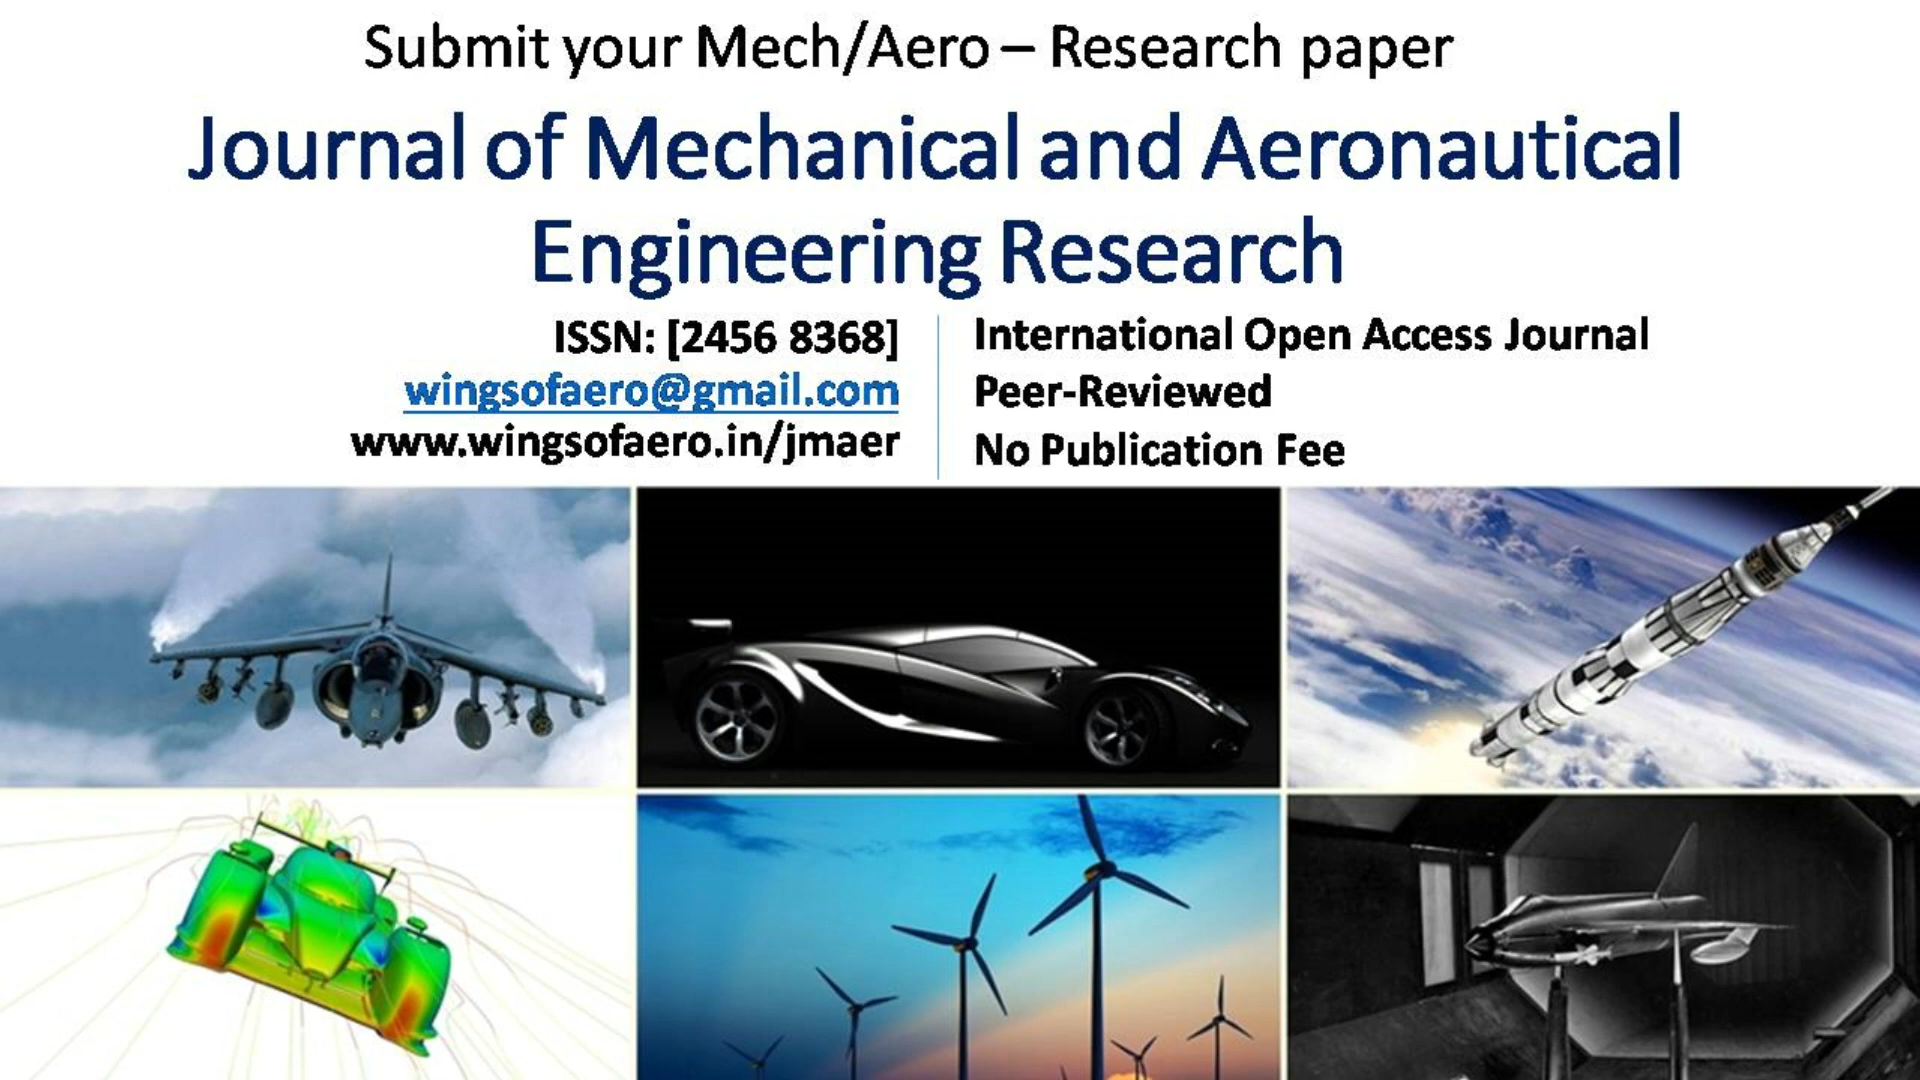 Submit your Mech/Aero – Research paper
Journal of Mechanical and Aeronautical
Engineering Research
ISSN: [2456 8368]
wingsofaero@gmail.com
www.wingsofaero.in/jmaer
International Open Access Journal
Peer-Reviewed
No Publication Fee